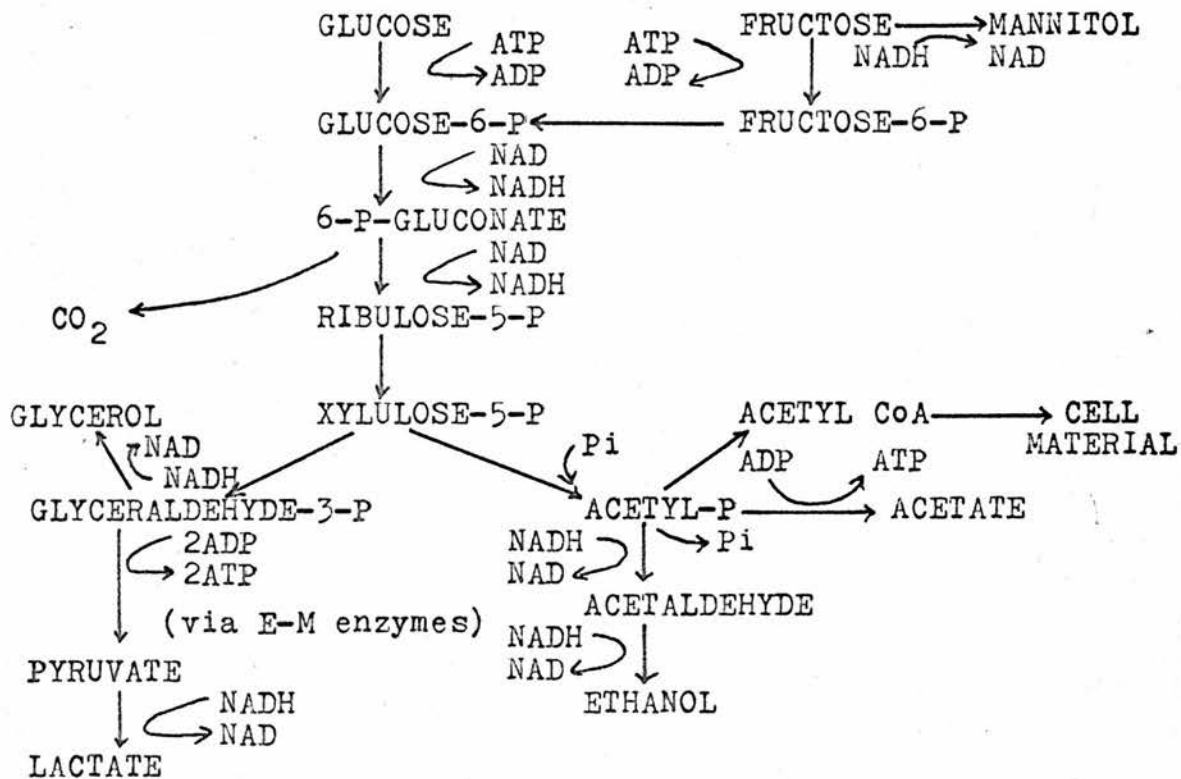 GLUCOSE ATP ATP FRUCTOSE MANNITOL
ADP ADP NADH NAD
GLUCOSE-6-P FRUCTOSE-6-P
NAD
NADH
6-P-GLUCONATE
NAD
NADH
CO2 RIBULOSE-5-P
GLYCEROL XYLULOSE-5-P ACETYL CoA CELL
MATERIAL
NAD Pi ADP ATP
NADH
GLYCERALDEHYDE-3-P ACETYL-P ACETATE
2ADP NADH Pi
2ATP NAD
ACETALDEHYDE
(via E-M enzymes) NADH
NAD
PYRUVATE
NADH ETHANOL
NAD
LACTATE